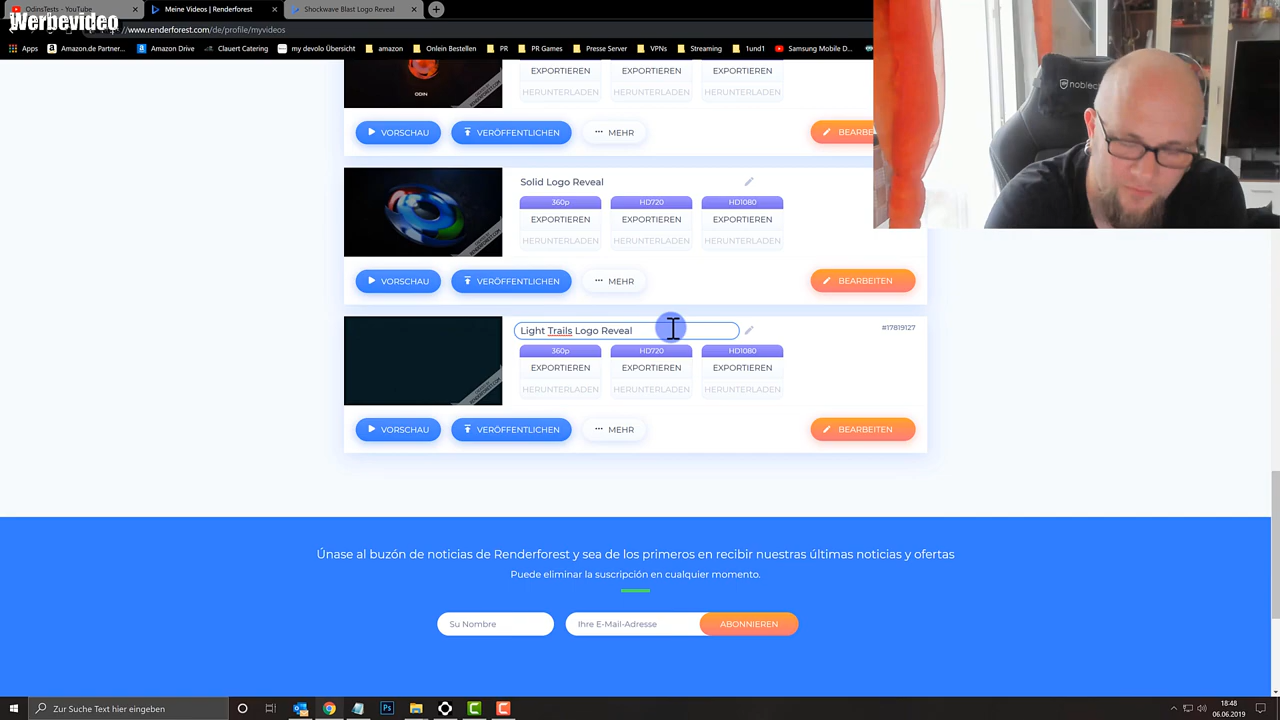 OdinsTests - YouTube
Meine Videos | Renderforest
Shockwave Blast Logo Reveal
Werbevideo
www.renderforest.com/de/profile/myvideos
Apps
Amazon.de Partner...
Amazon Drive
Clauert Catering
my devolo Übersicht
amazon
Onlein Bestellen
PR
PR Games
Presse Server
VPNs
Streaming
1und1
Samsung Mobile D...
noblech
EXPORTIEREN EXPORTIEREN EXPORTIEREN
ODIN
HERUNTERLADEN HERUNTERLADEN HERUNTERLADEN
VORSCHAU VERÖFFENTLICHEN MEHR BEARBE
Solid Logo Reveal
360p HD720 HD1080
EXPORTIEREN EXPORTIEREN EXPORTIEREN
HERUNTERLADEN HERUNTERLADEN HERUNTERLADEN
VORSCHAU VERÖFFENTLICHEN MEHR BEARBEITEN
Light Trails Logo Reveal #17819127
360p HD720 HD1080
EXPORTIEREN EXPORTIEREN EXPORTIEREN
HERUNTERLADEN HERUNTERLADEN HERUNTERLADEN
VORSCHAU VERÖFFENTLICHEN MEHR BEARBEITEN
Únase al buzón de noticias de Renderforest y sea de los primeros en recibir nuestras últimas noticias y ofertas
Puede eliminar la suscripción en cualquier momento.
Su Nombre Ihre E-Mail-Adresse ABONNIEREN
Zur Suche Text hier eingeben
18:48
06.06.2019